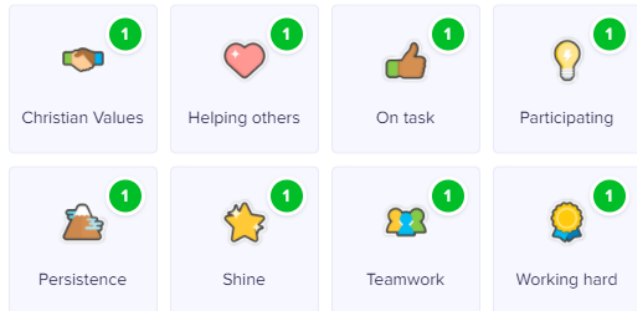 1 1 1 1
Christian Values Helping others On task Participating
1 1 1 1
Persistence Shine Teamwork Working hard